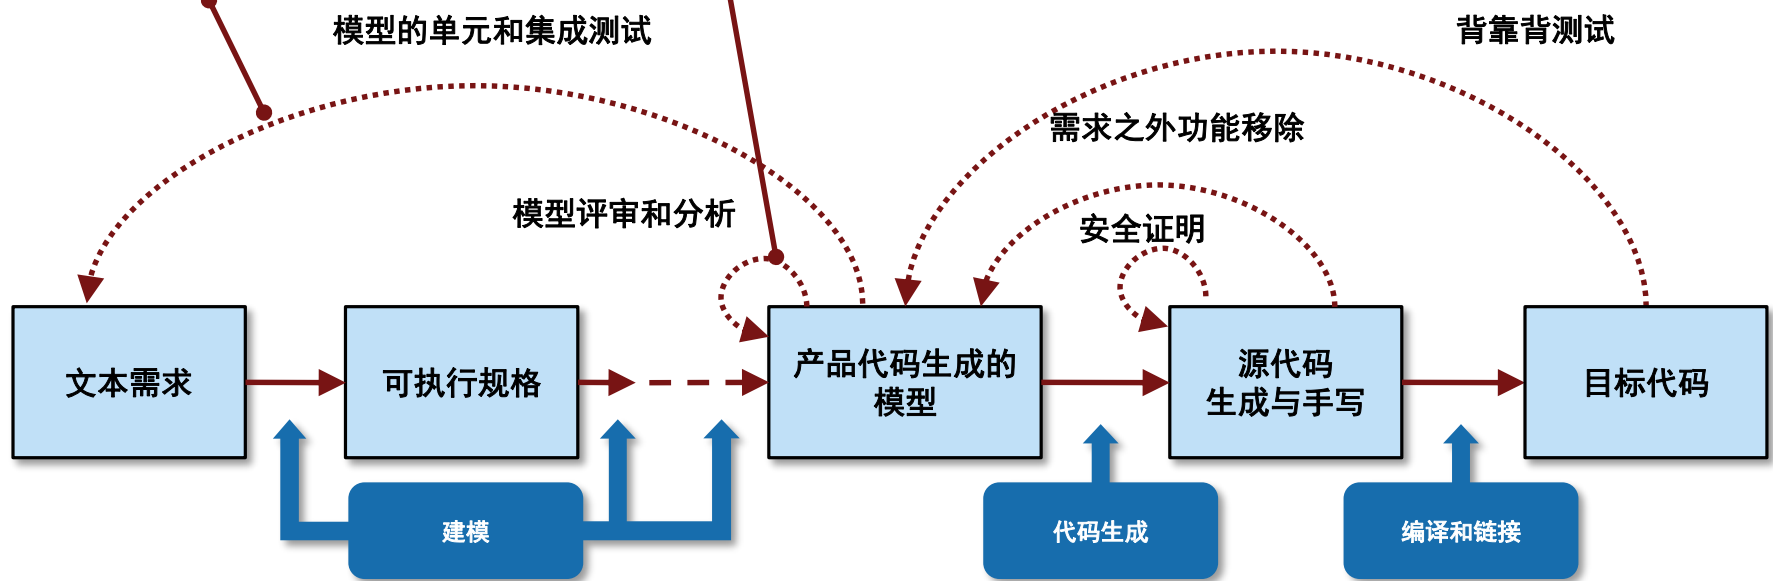 模型的单元和集成测试
背靠背测试
需求之外功能移除
模型评审和分析
安全证明
文本需求
可执行规格
产品代码生成的
模型
源代码
生成与手写
目标代码
建模
代码生成
编译和链接